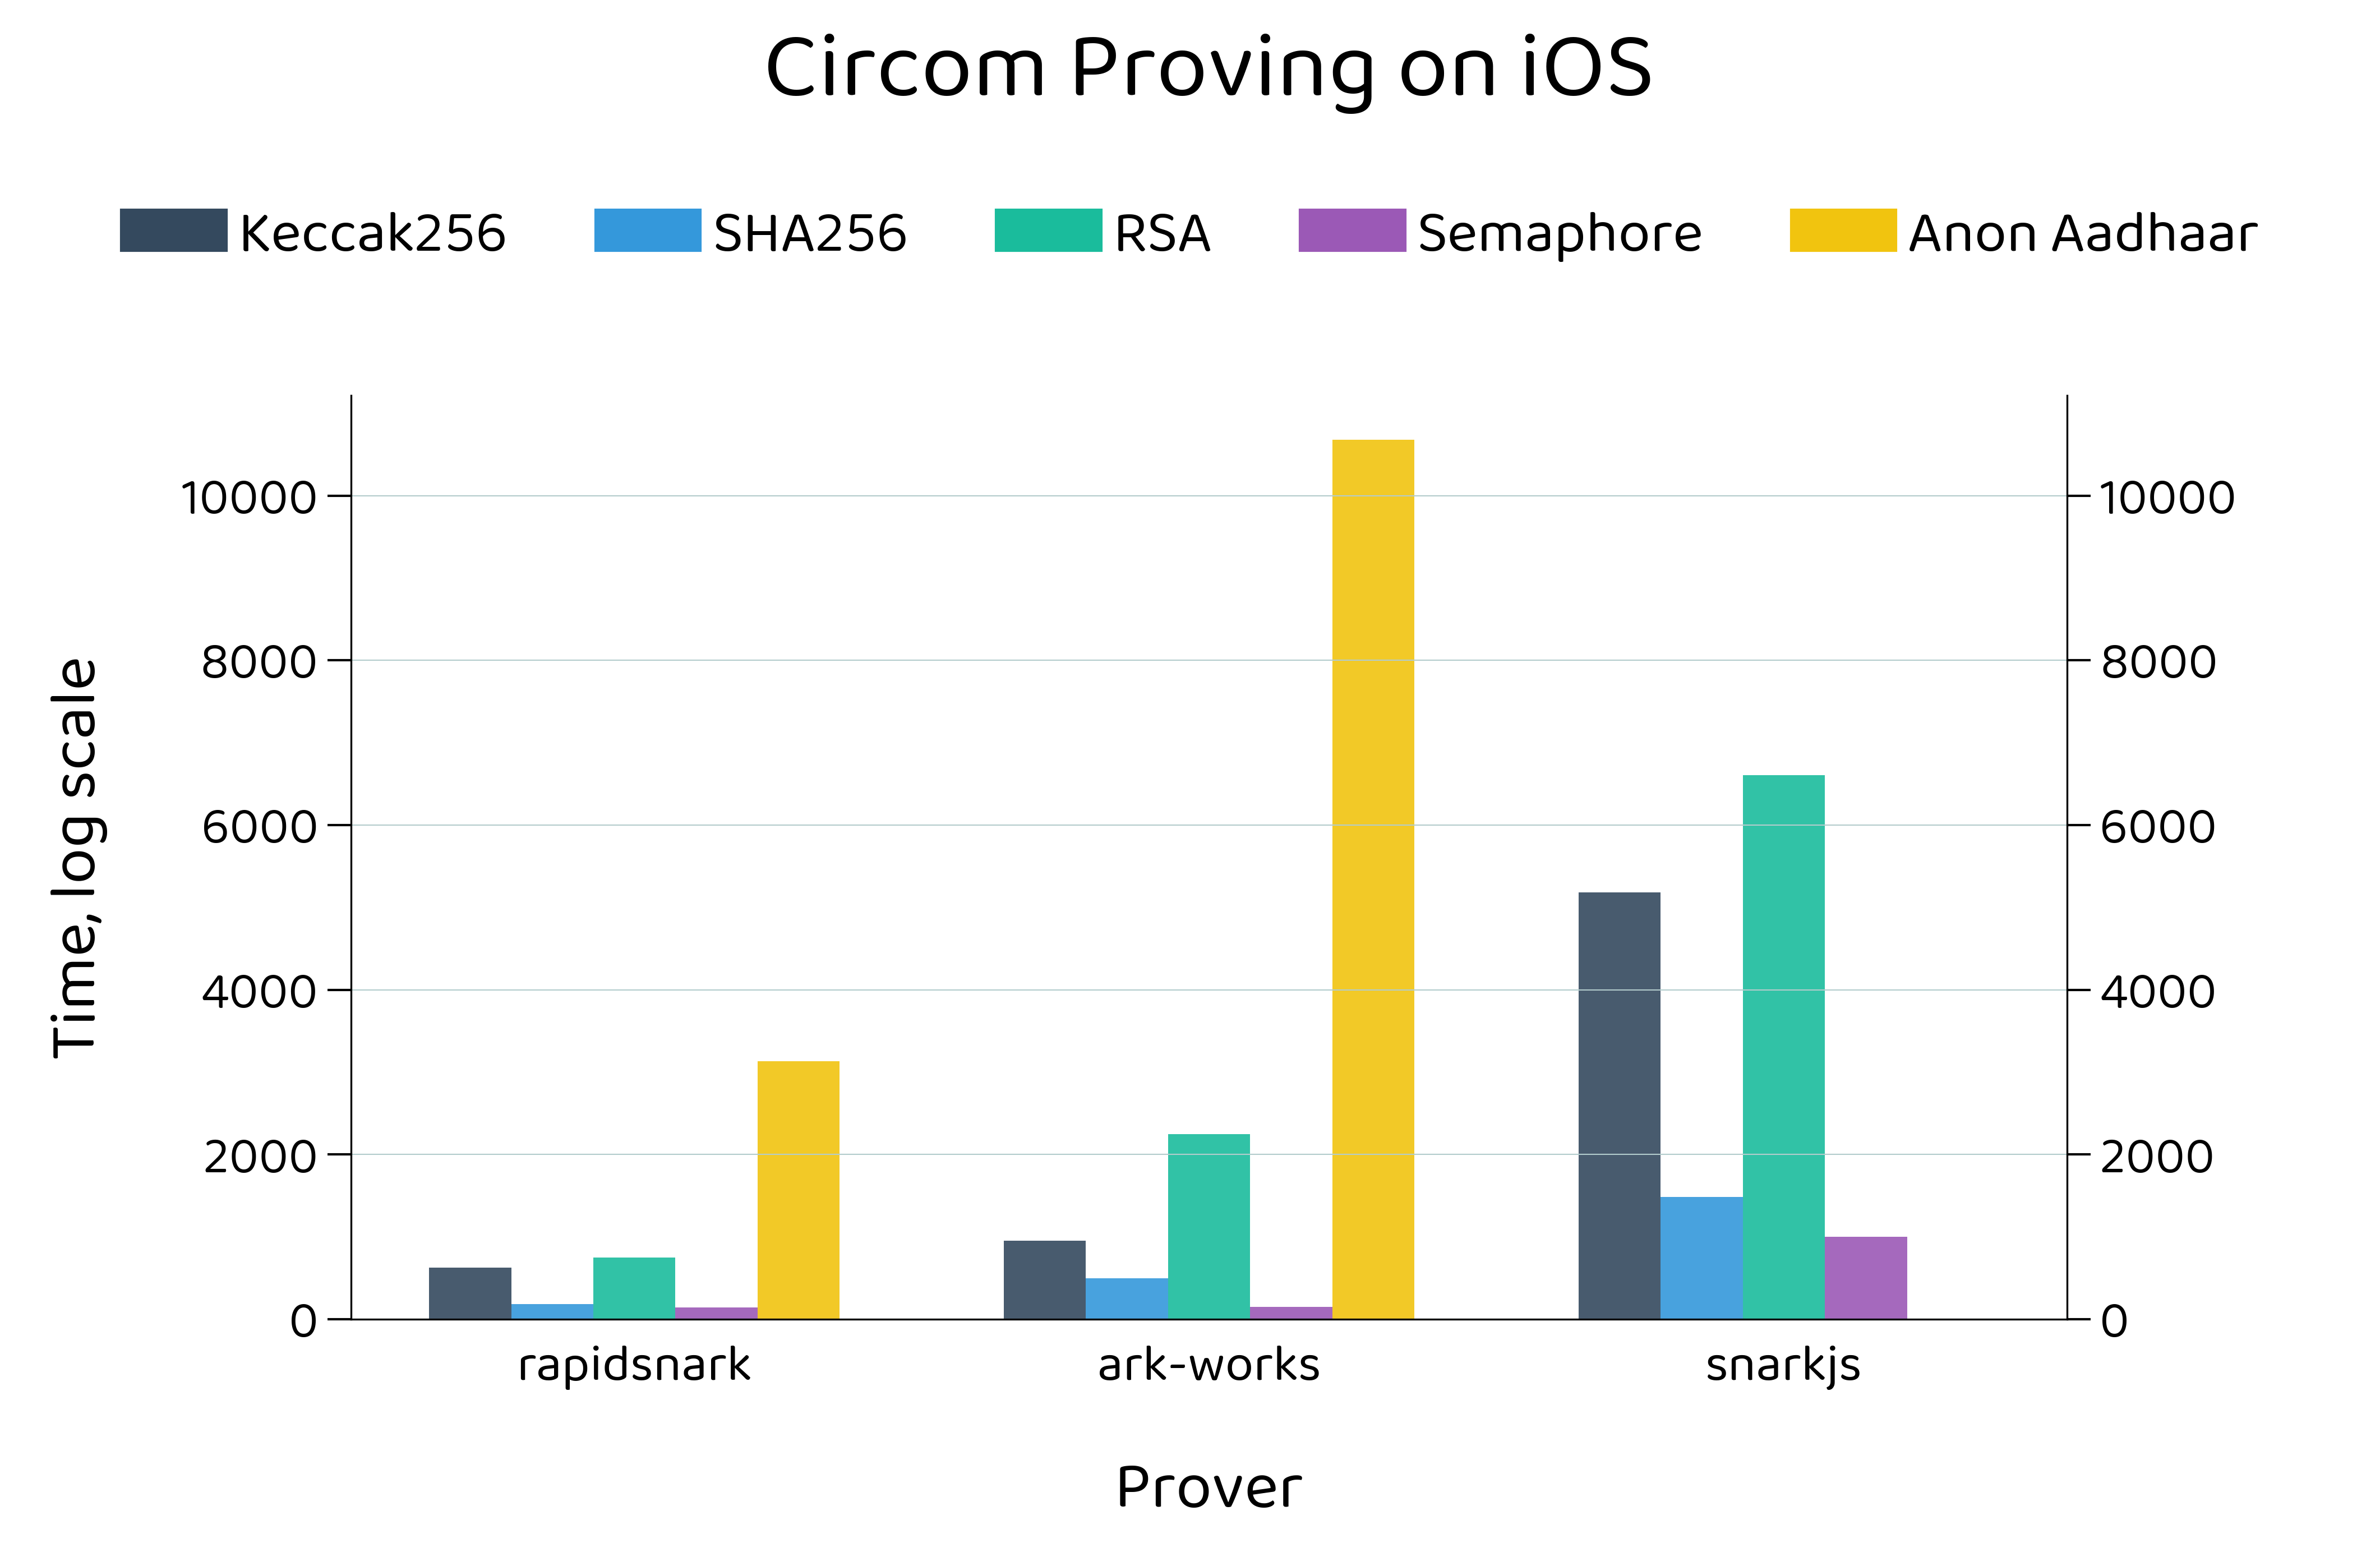 Circom Proving on iOS
Keccak256 SHA256 RSA Semaphore Anon Aadhaar
Time, log scale
10000 10000
8000 8000
6000 6000
4000 4000
2000 2000
0 0
rapidsnark ark-works snarkjs
Prover